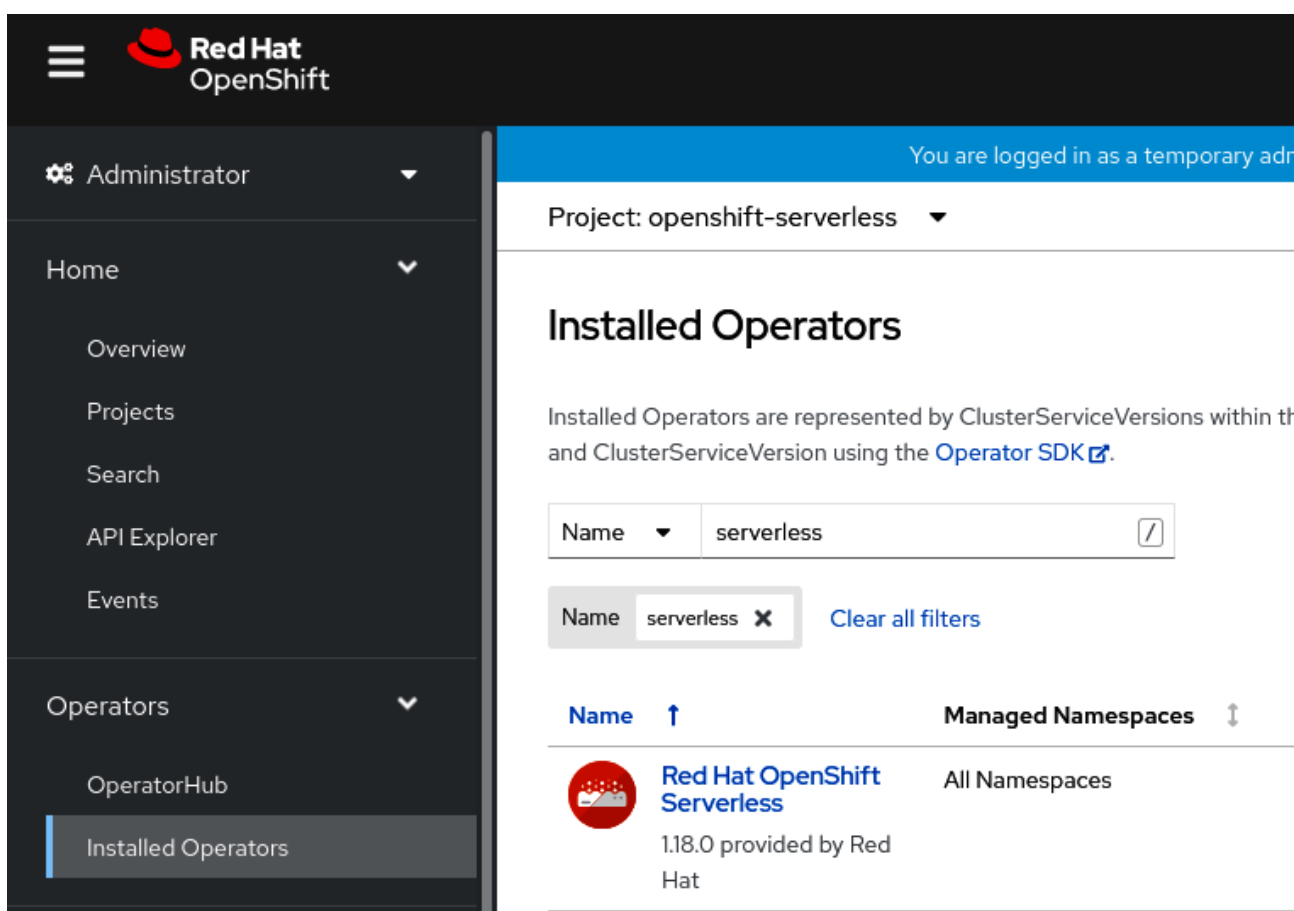 Red Hat
OpenShift
Administrator
You are logged in as a temporary
Project: openshift-serverless
Home
Overview
Projects
Search
API Explorer
Events
Operators
OperatorHub
Installed Operators
Installed Operators
Installed Operators are represented by ClusterServiceVersions within
and ClusterServiceVersion using the Operator SDK.
Name serverless /
Name serverless Clear all filters
Name Managed Namespaces
Red Hat OpenShift
Serverless
All Namespaces
1.18.0 provided by Red
Hat